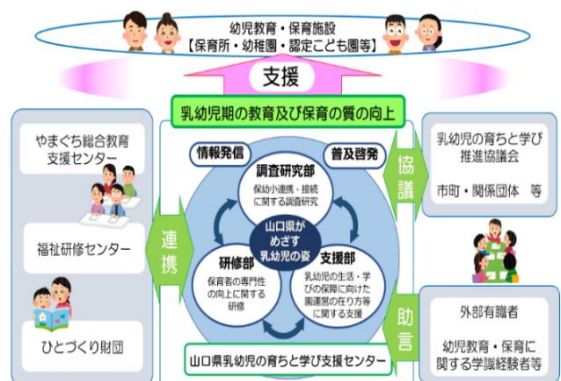 幼児教育・保育施設
【保育所・幼稚園・認定こども園等】
支援
乳幼児期の教育及び保育の質の向上
やまぐち総合教育
支援センター
福祉研修センター
ひとづくり財団
連携
情報発信
普及啓発
調査研究部
保幼小連携・接続
に関する調査研究
山口県が
めざす
乳幼児の姿
研修部
保育者の専門性
の向上に関する
研修
支援部
乳幼児の生活・学
びの保障に向けた
園運営の在り方等
に関する支援
山口県乳幼児の育ちと学び支援センター
協議
乳幼児の育ちと学び
推進協議会
市町・関係団体 等
助言
外部有識者
幼児教育・保育に
関する学識経験者等